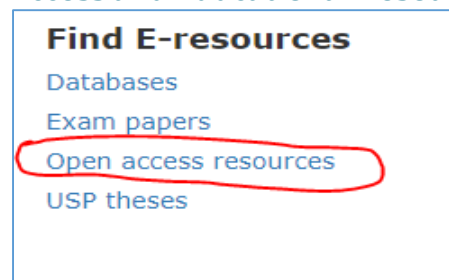 Find E-resources
Databases
Exam papers
Open access resources
USP theses